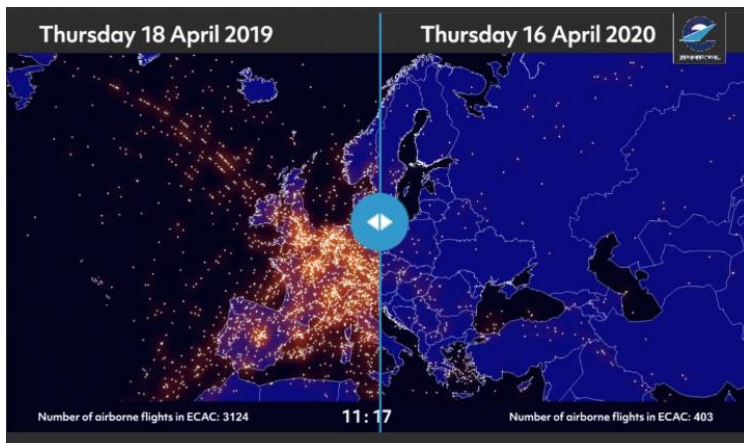 Thursday 18 April 2019
Thursday 16 April 2020
Number of airborne flights in ECAC: 3124
11:17
Number of airborne flights in ECAC: 403